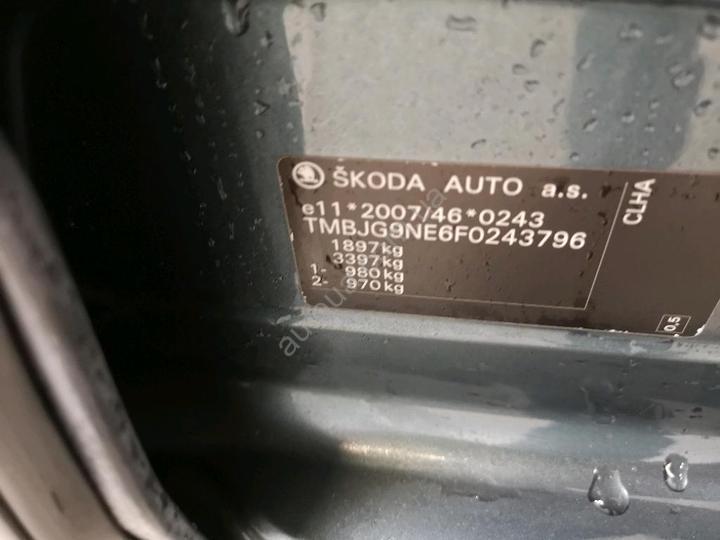 ŠKODA AUTO a.s.
e11*2007/46*0243
TMBJG9NE6F0243796
1897kg
3397kg
1- 980kg
2- 970kg
CLHA
0,5